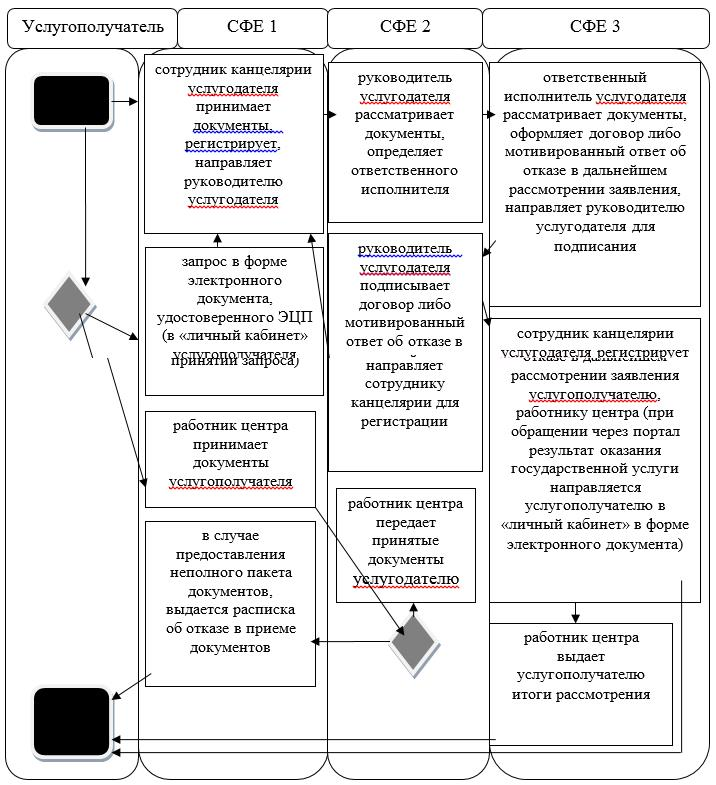 Услугополучатель
СФЕ 1
СФЕ 2
СФЕ 3
сотрудник канцелярии
услугодателя
принимает
документы,
регистрирует,
направляет
руководителю
услугодателя
запрос в форме
электронного
документа,
удостоверенного ЭЦП
(в «личный кабинет»
услугополучателя
принятии запроса)
работник центра
принимает
документы
услугополучателя
в случае
предоставления
неполного пакета
документов,
выдается расписка
об отказе в приеме
документов
руководитель
услугодателя
рассматривает
документы,
определяет
ответственного
исполнителя
руководитель
услугодателя
подписывает
договор либо
мотивированный
ответ об отказе в
направляет
сотруднику
канцелярии для
регистрации
работник центра
передает
принятые
документы
услугодателю
ответственный
исполнитель услугодателя
рассматривает документы,
оформляет договор либо
мотивированный ответ об
отказе в дальнейшем
рассмотрении заявления,
направляет руководителю
услугодателя для
подписания
сотрудник канцелярии
услугодателя регистрирует
рассмотрении заявления
услугополучателю,
работнику центра (при
обращении через портал
результат оказания
государственной услуги
направляется
услугополучателю в
«личный кабинет» в форме
электронного документа)
работник центра
выдает
услугополучателю
итоги рассмотрения